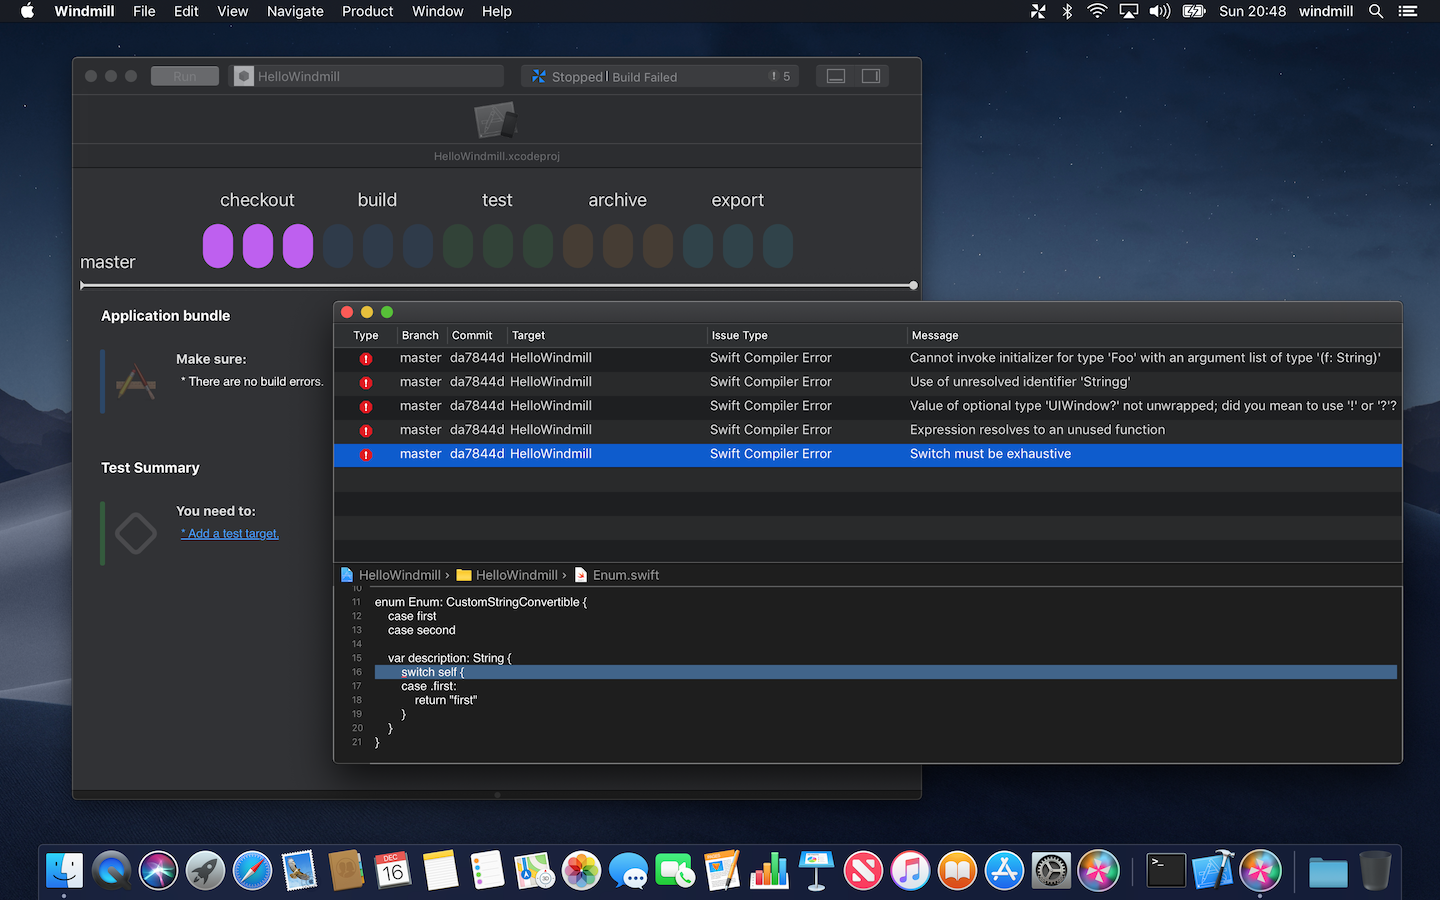 Windmill File Edit View Navigate Product Window Help Sun 20:48 windmill
Run HelloWindmill Stopped | Build Failed 5
HelloWindmill.xcodeproj
checkout build test archive export
master
Application bundle
Make sure:
* There are no build errors.
Test Summary
You need to:
* Add a test target.
Type Branch Commit Target Issue Type Message
master da7844d HelloWindmill Swift Compiler Error Cannot invoke initializer for type 'Foo' with an argument list of type '(f: String)'
master da7844d HelloWindmill Swift Compiler Error Use of unresolved identifier 'Stringg'
master da7844d HelloWindmill Swift Compiler Error Value of optional type 'UIWindow?' not unwrapped; did you mean to use '!' or '?'?
master da7844d HelloWindmill Swift Compiler Error Expression resolves to an unused function
master da7844d HelloWindmill Swift Compiler Error Switch must be exhaustive
HelloWindmill › HelloWindmill › Enum.swift
10
11 enum Enum: CustomStringConvertible {
12 case first
13 case second
14
15 var description: String {
16 switch self {
17 case .first:
18 return "first"
19 }
20 }
21 }
DEC
16